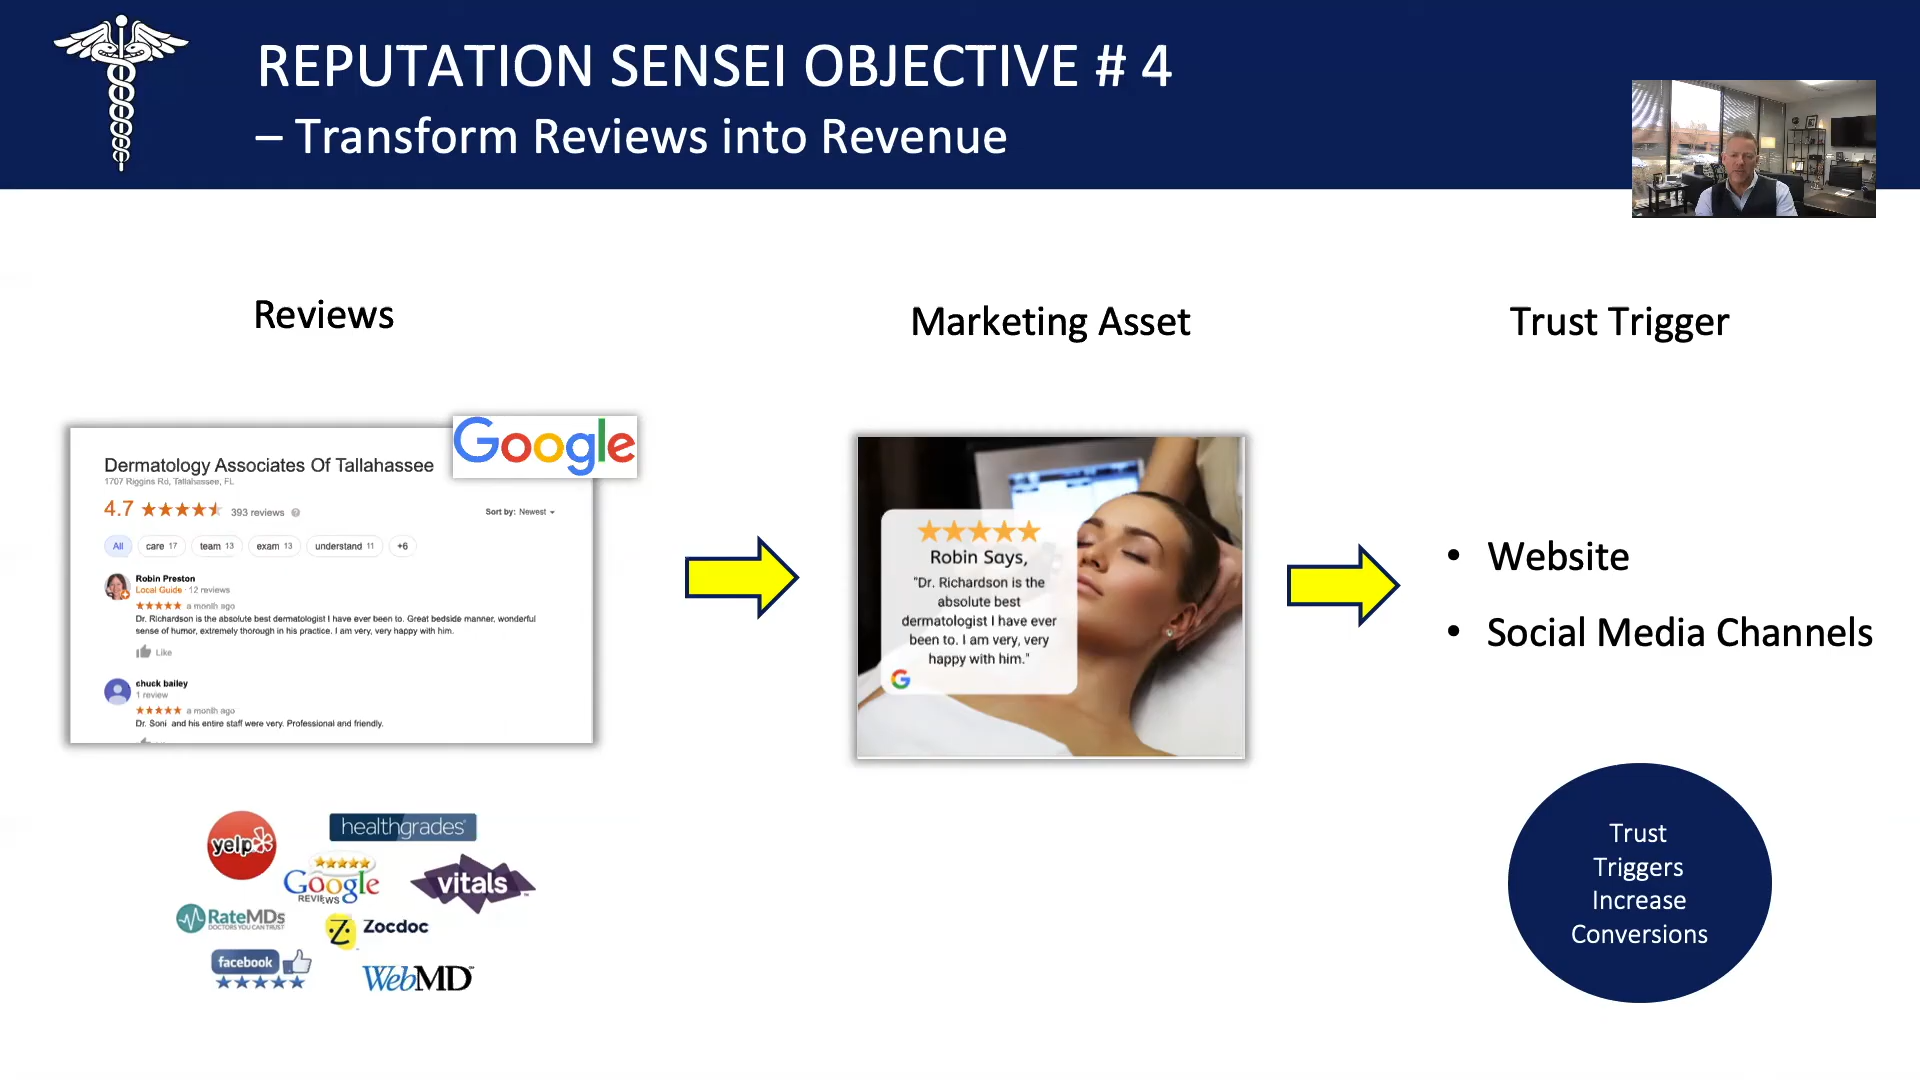 REPUTATION SENSEI OBJECTIVE # 4
– Transform Reviews into Revenue
Reviews
Google
Dermatology Associates Of Tallahassee
1707 Riggins Rd, Tallahassee, FL
4.7 393 reviews
Sort by: Newest
All care 17 team 13 exam 13 understand 11 +6
Robin Preston
Local Guide · 12 reviews
a month ago
Dr. Richardson is the absolute best dermatologist I have ever been to. Great bedside manner, wonderful
sense of humor, extremely thorough in his practice. I am very, very happy with him.
Like
chuck bailey
1 review
a month ago
Dr. Soni and his entire staff were very. Professional and friendly.
yelp
healthgrades
Google
REVIEWS
vitals
RateMDs
DOCTORS YOU CAN TRUST
Zocdoc
facebook
WebMD
Marketing Asset
Robin Says,
"Dr. Richardson is the
absolute best
dermatologist I have ever
been to. I am very, very
happy with him."
G
Trust Trigger
• Website
• Social Media Channels
Trust
Triggers
Increase
Conversions